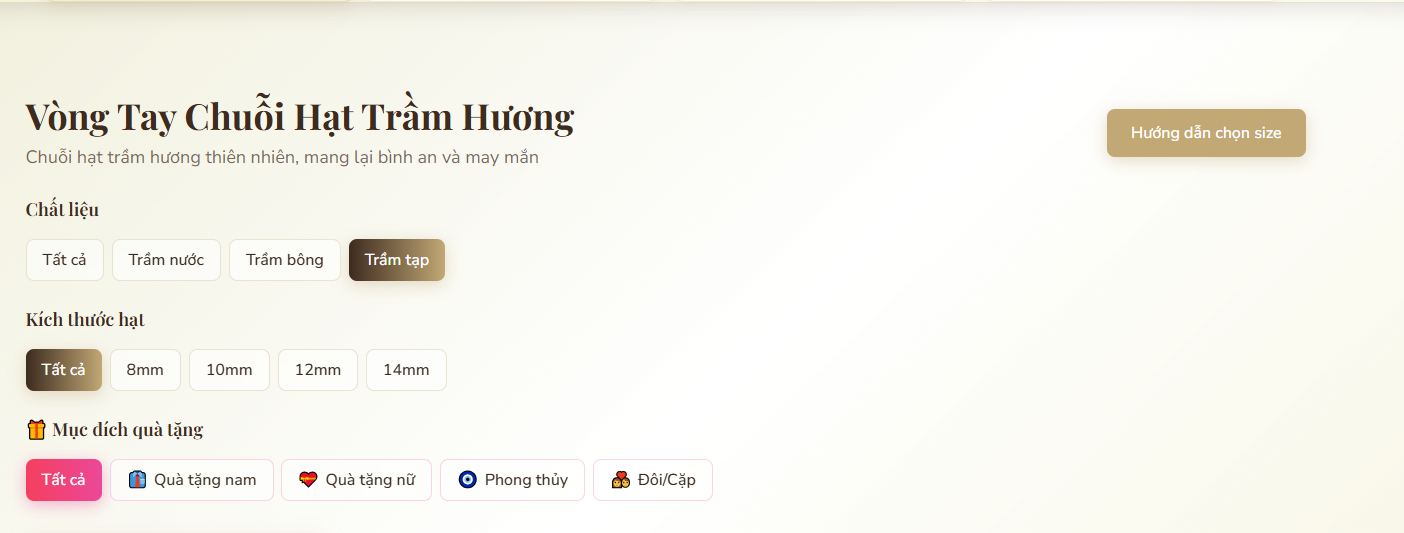 Vòng Tay Chuỗi Hạt Trầm Hương
Hướng dẫn chọn size
Chuỗi hạt trầm hương thiên nhiên, mang lại bình an và may mắn
Chất liệu
Tất cả Trầm nước Trầm bông Trầm tạp
Kích thước hạt
Tất cả 8mm 10mm 12mm 14mm
Mục đích quà tặng
Tất cả Quà tặng nam Quà tặng nữ Phong thủy Đôi/Cặp